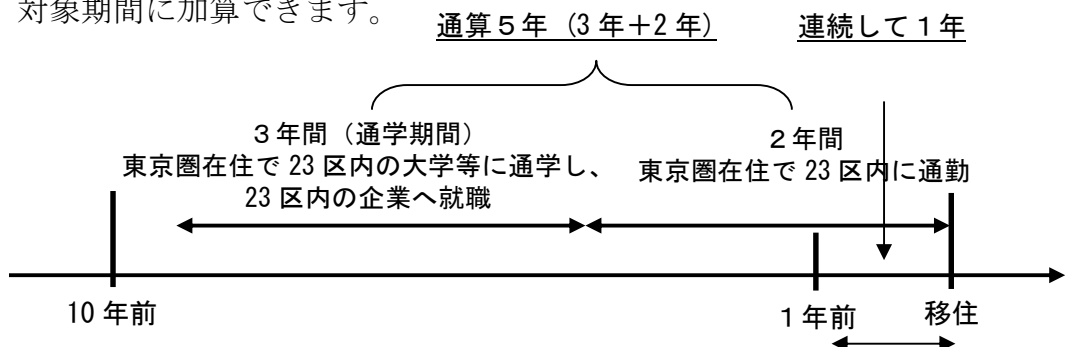 対象期間に加算できます。
通算５年（3年＋2年）
連続して１年
３年間（通学期間）
東京圏在住で 23 区内の大学等に通学し、
23 区内の企業へ就職
２年間
東京圏在住で 23 区内に通勤
10 年前
１年前
移住